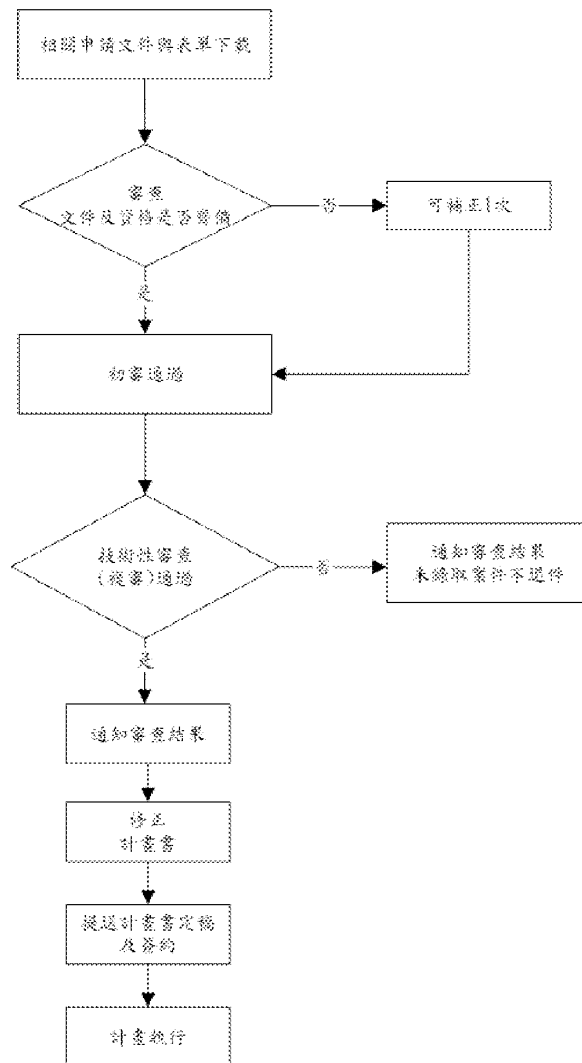 相關申請文件與表單下載
審查
文件及資格是否齊備
否
可補正1次
是
初審通過
技術性審查
(複審)通過
否
通知審查結果
未錄取案件不退件
是
通知審查結果
修正
計畫書
提送計畫書定稿
及簽約
計畫執行